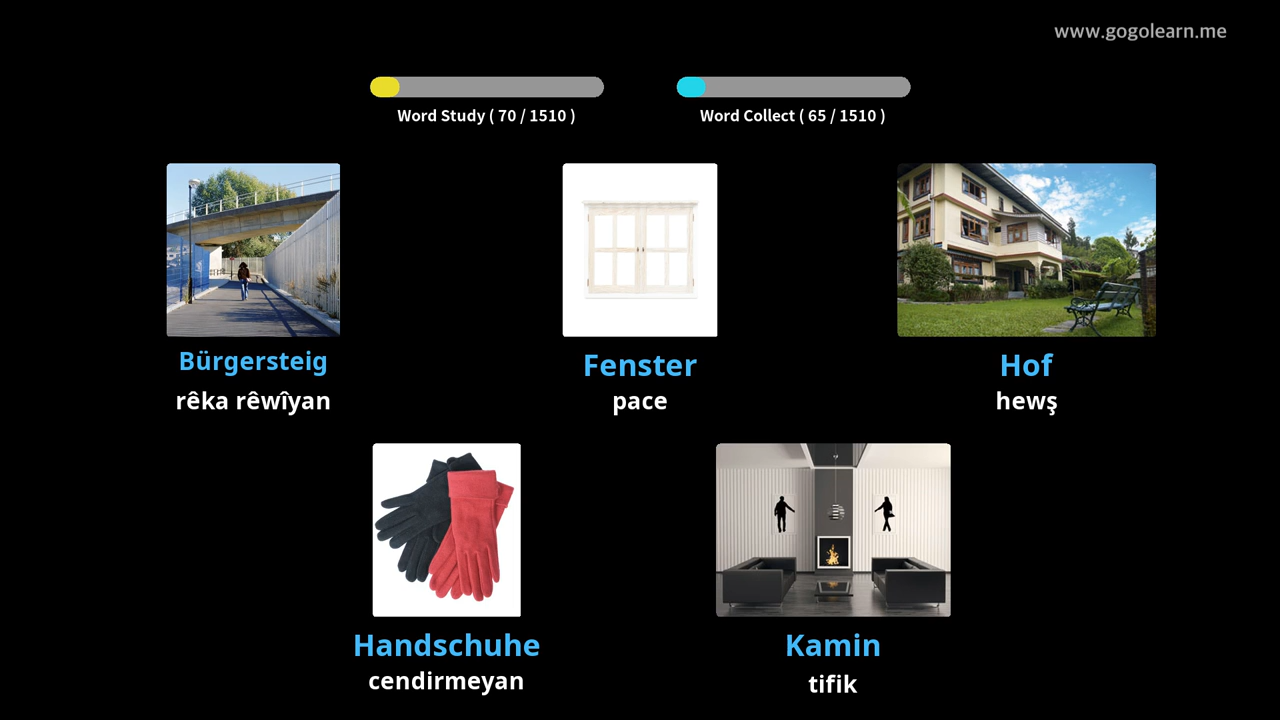 www.gogolearn.me
Word Study ( 70 / 1510 )
Word Collect ( 65 / 1510 )
Bürgersteig
rêka rêwîyan
Fenster
pace
Hof
hewş
Handschuhe
cendirmeyan
Kamin
tifik